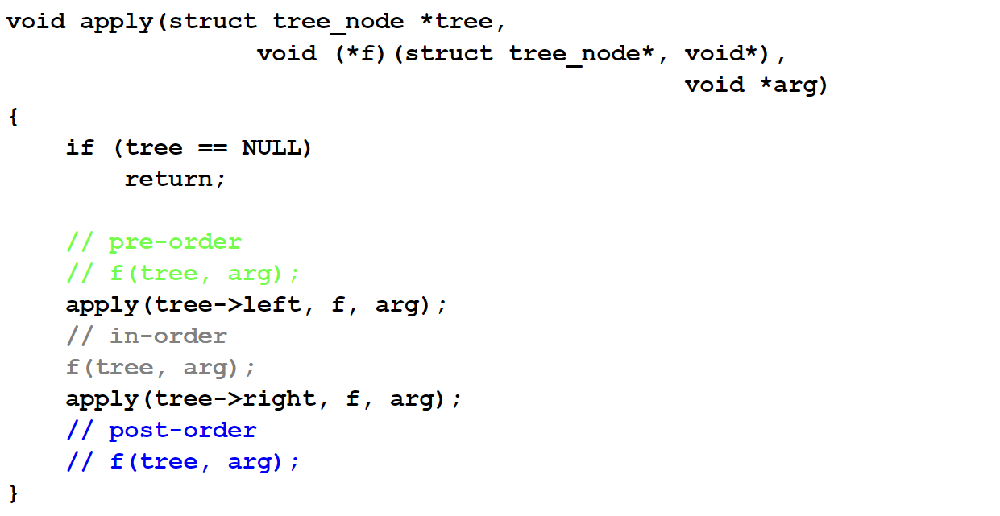 void apply(struct tree_node *tree,
void (*f)(struct tree_node*, void*),
void *arg)
{
if (tree == NULL)
return;
// pre-order
// f(tree, arg);
apply(tree->left, f, arg);
// in-order
f(tree, arg);
apply(tree->right, f, arg);
// post-order
// f(tree, arg);
}